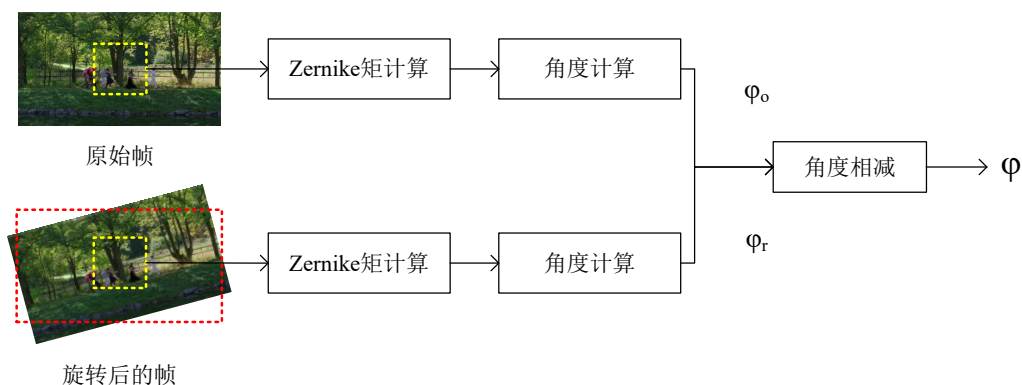 原始帧
Zernike矩计算
角度计算
φo
角度相减
φ
Zernike矩计算
角度计算
φr
旋转后的帧